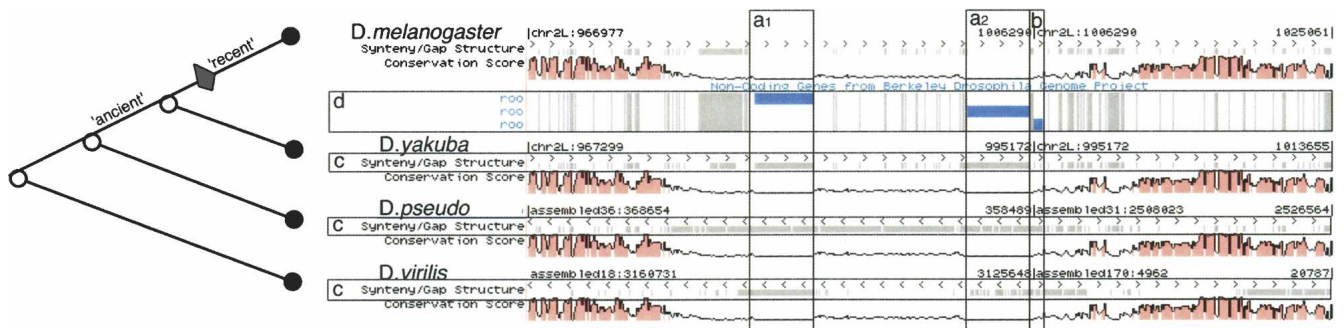 'ancient'
'recent'
a1
a2
b
D.melanogaster
|chr2L:966977
1006290|chr2L:1006290
1025061|
Synteny/Gap Structure
Conservation Score
Non-Coding Genes from Berkeley Drosophila Genome Project
d
roo
roo
roo
D.yakuba
|chr2L:967299
995172|chr2L:995172
1013655|
c
Synteny/Gap Structure
Conservation Score
D.pseudo
|assembled36:368654
358489|assembled31:2508023
2526564|
c
Synteny/Gap Structure
Conservation Score
D.virilis
assembled18:3160731
3125648|assembled170:4962
20787|
c
Synteny/Gap Structure
Conservation Score